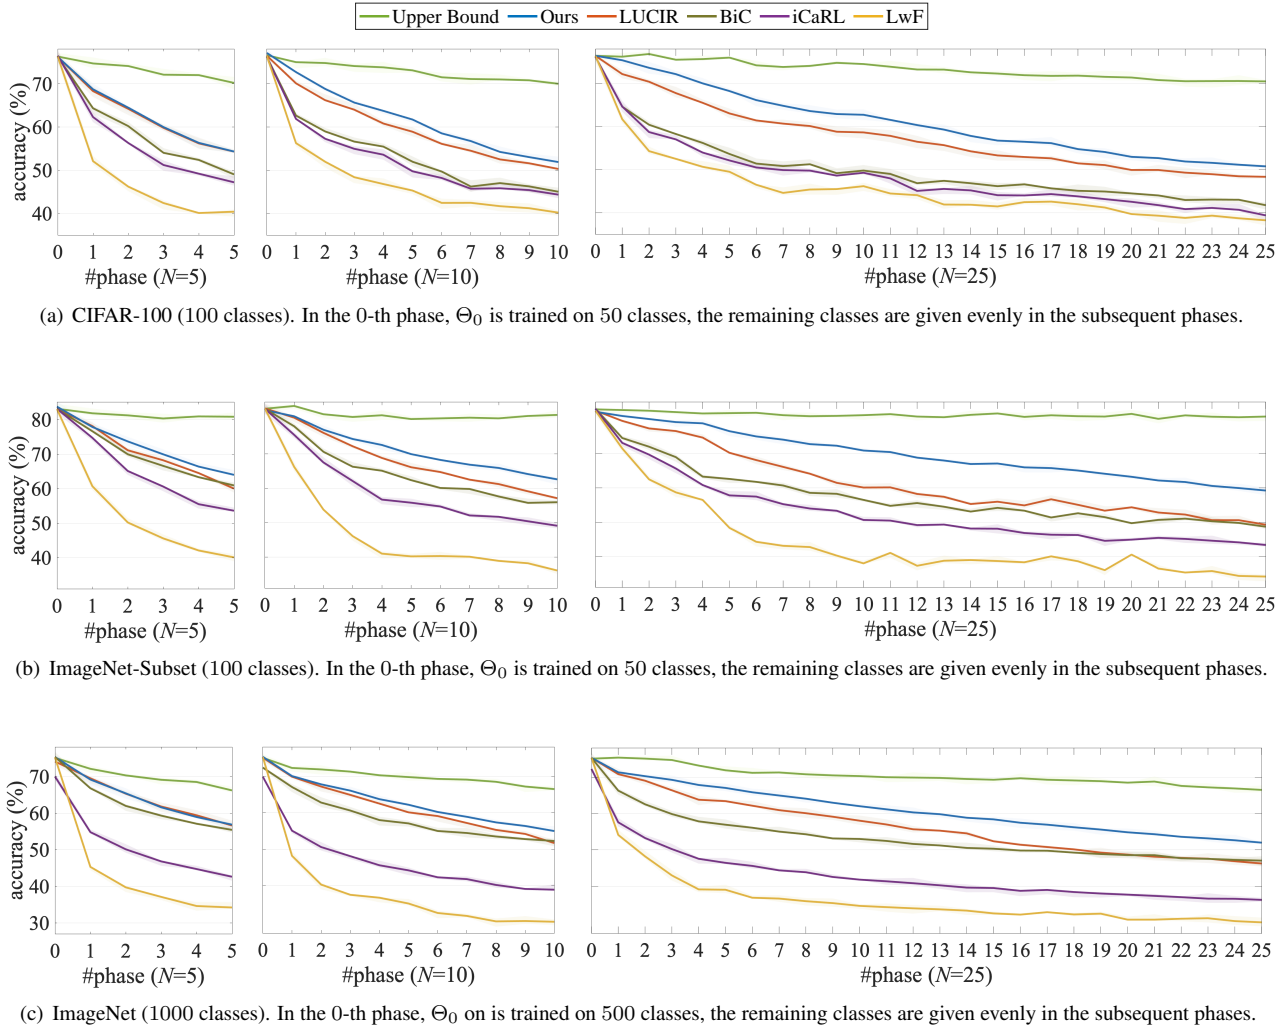 Upper Bound Ours LUCIR BiC iCaRL LwF
accuracy (%)
70
60
50
40
0 1 2 3 4 5
#phase (N=5)
0 1 2 3 4 5 6 7 8 9 10
#phase (N=10)
0 1 2 3 4 5 6 7 8 9 10 11 12 13 14 15 16 17 18 19 20 21 22 23 24 25
#phase (N=25)
(a) CIFAR-100 (100 classes). In the 0-th phase, Θ₀ is trained on 50 classes, the remaining classes are given evenly in the subsequent phases.
accuracy (%)
80
70
60
50
40
0 1 2 3 4 5
#phase (N=5)
0 1 2 3 4 5 6 7 8 9 10
#phase (N=10)
0 1 2 3 4 5 6 7 8 9 10 11 12 13 14 15 16 17 18 19 20 21 22 23 24 25
#phase (N=25)
(b) ImageNet-Subset (100 classes). In the 0-th phase, Θ₀ is trained on 50 classes, the remaining classes are given evenly in the subsequent phases.
accuracy (%)
70
60
50
40
30
0 1 2 3 4 5
#phase (N=5)
0 1 2 3 4 5 6 7 8 9 10
#phase (N=10)
0 1 2 3 4 5 6 7 8 9 10 11 12 13 14 15 16 17 18 19 20 21 22 23 24 25
#phase (N=25)
(c) ImageNet (1000 classes). In the 0-th phase, Θ₀ on is trained on 500 classes, the remaining classes are given evenly in the subsequent phases.